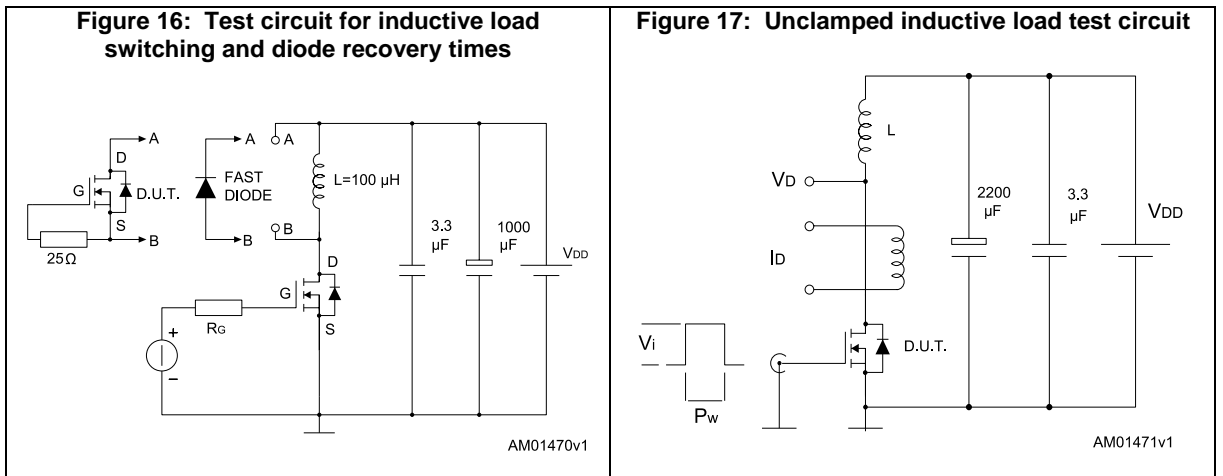 Figure 16: Test circuit for inductive load
switching and diode recovery times
A
D
G
D.U.T.
S
B
25Ω
A
FAST
DIODE
B
A
L=100 µH
B
D
G
S
RG
+
−
3.3
µF
1000
µF
VDD
AM01470v1
Figure 17: Unclamped inductive load test circuit
L
VD
ID
2200
µF
3.3
µF
VDD
Vi
Pw
D.U.T.
AM01471v1